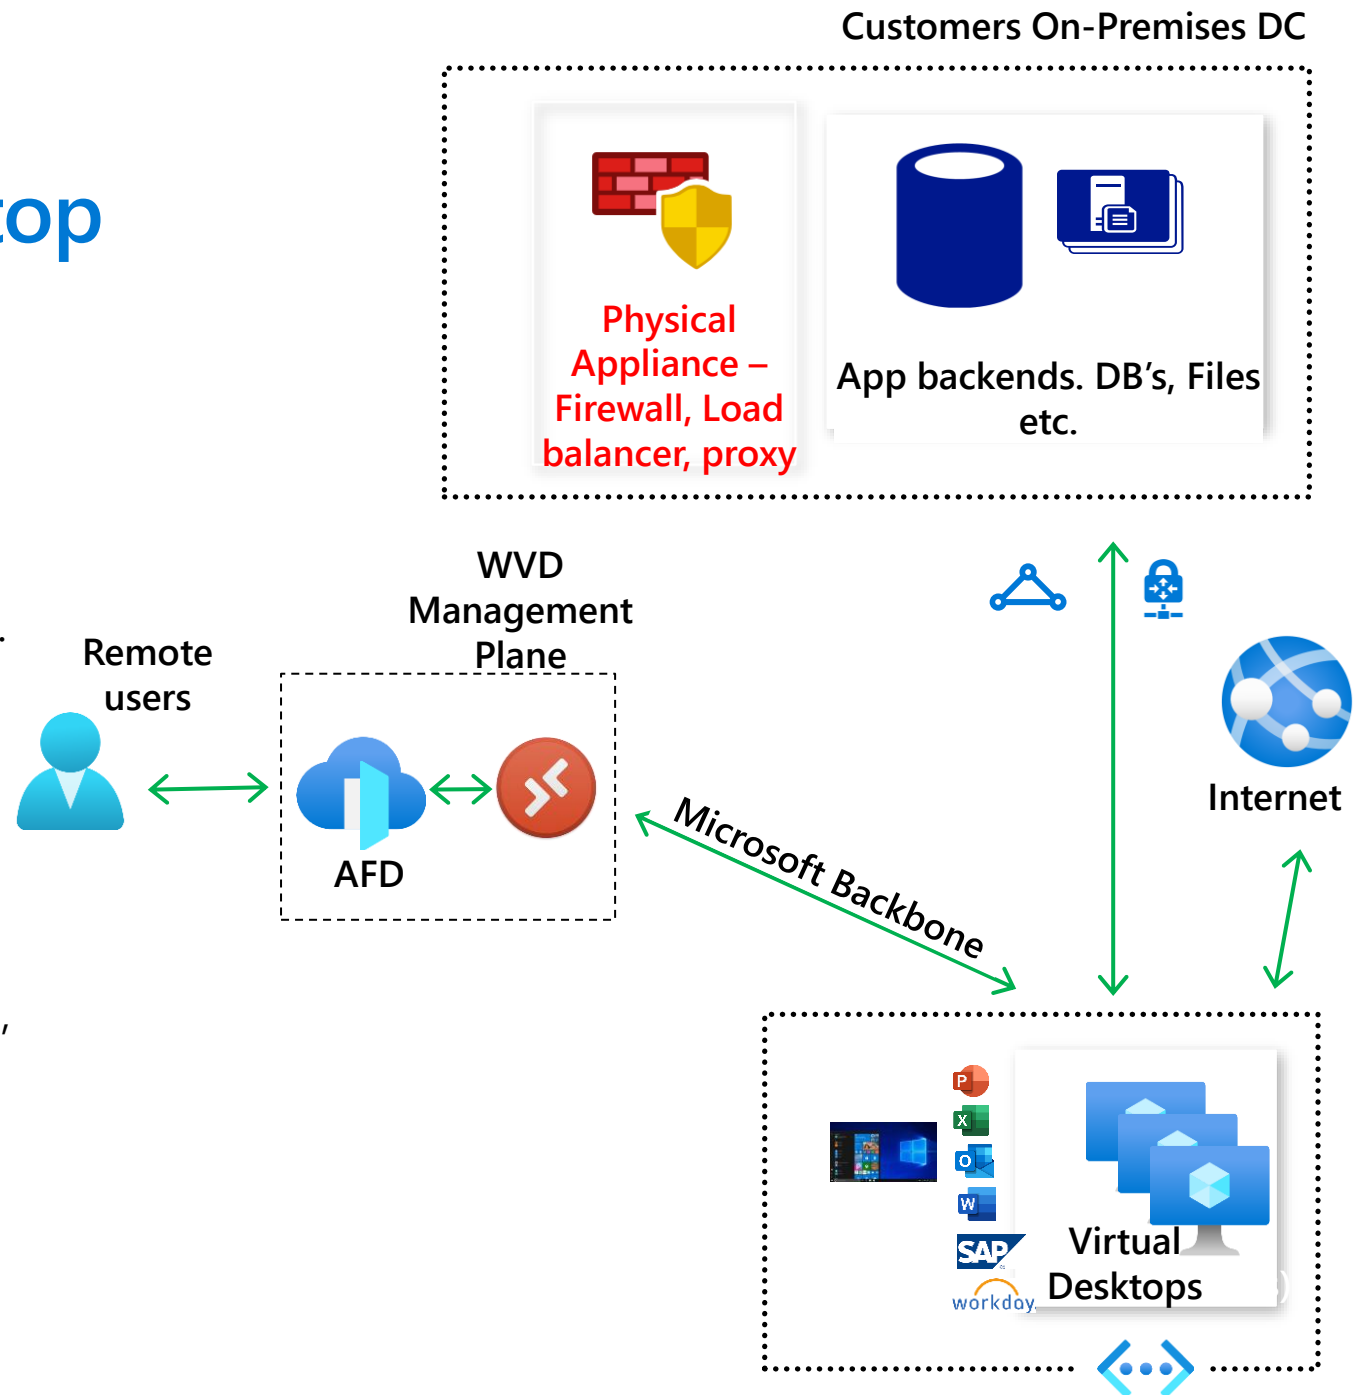 Customers On-Premises DC
top
Physical
Appliance –
Firewall, Load
balancer, proxy
App backends. DB's, Files
etc.
WVD
Management
Plane
.
Remote
users
AFD
Microsoft Backbone
Internet
,
P
X
O
W
SAP
workday.
Virtual
Desktops
)